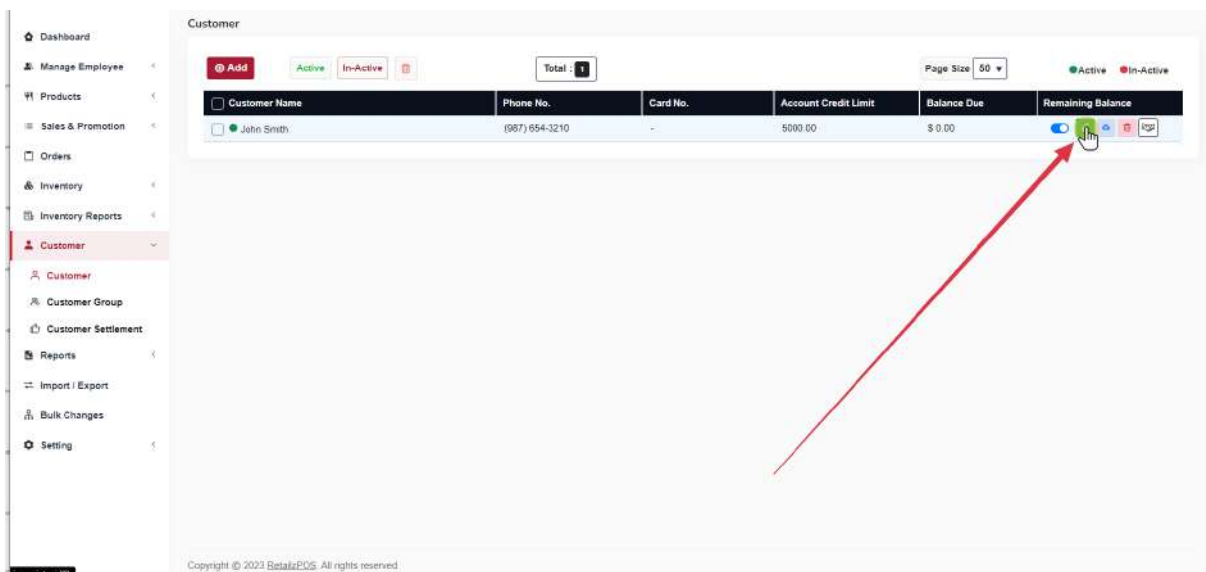 Customer
Dashboard
Manage Employee
Products
Sales & Promotion
Orders
Inventory
Inventory Reports
Customer
Customer
Customer Group
Customer Settlement
Reports
Import / Export
Bulk Changes
Setting
Add Active In-Active Total : 1 Page Size 50 Active In-Active
Customer Name Phone No. Card No. Account Credit Limit Balance Due Remaining Balance
John Smith (987) 654-3210 - 5000.00 $ 0.00
Copyright © 2023 RetailzPOS. All rights reserved